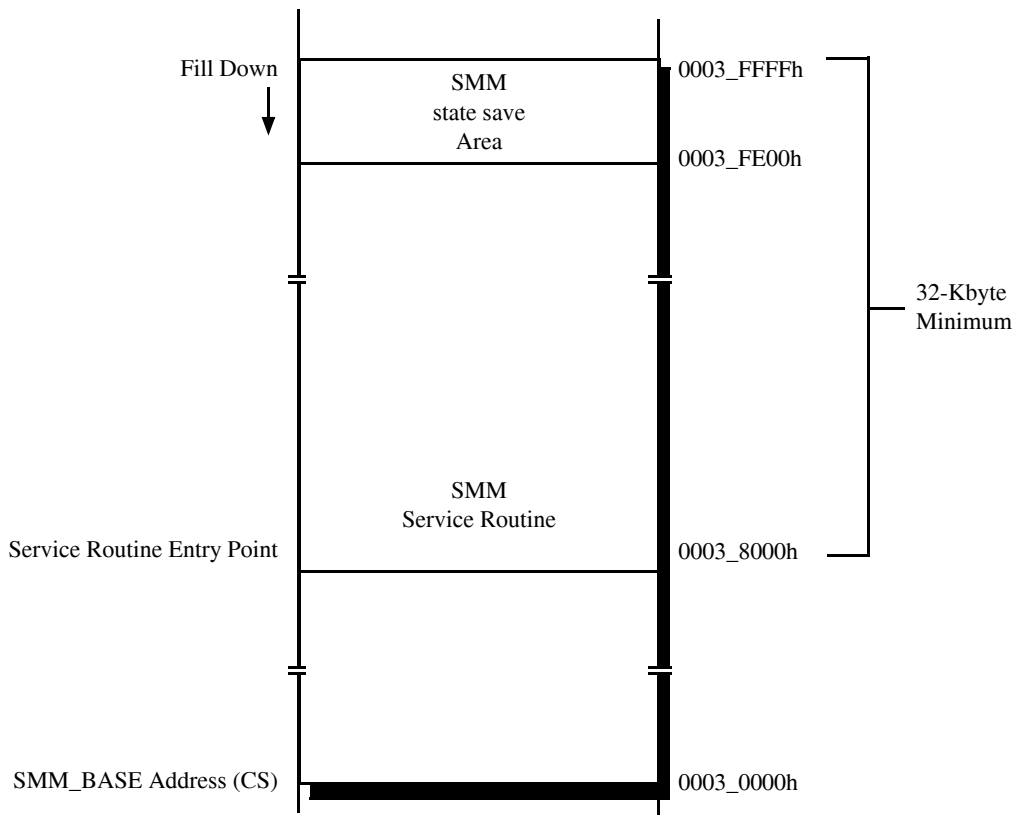 Fill Down
SMM
state save
Area
0003_FFFFh
0003_FE00h
32-Kbyte
Minimum
SMM
Service Routine
Service Routine Entry Point
0003_8000h
SMM_BASE Address (CS)
0003_0000h